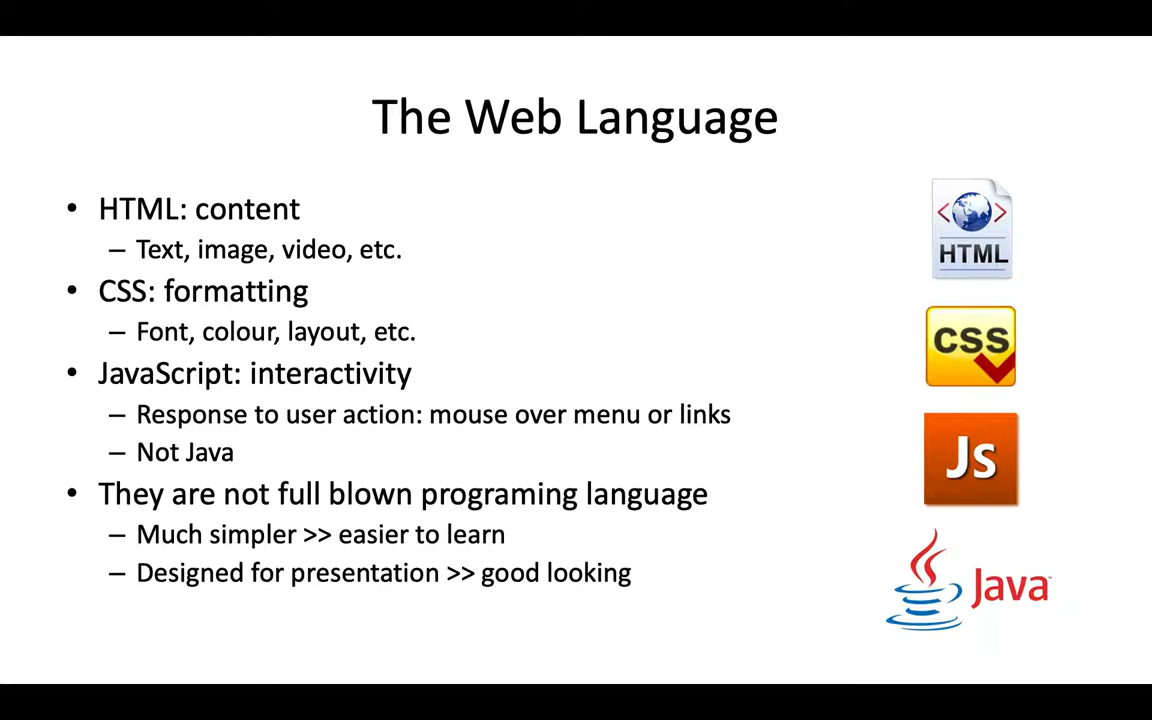 The Web Language
• HTML: content
– Text, image, video, etc.
• CSS: formatting
– Font, colour, layout, etc.
• JavaScript: interactivity
– Response to user action: mouse over menu or links
– Not Java
• They are not full blown programing language
– Much simpler >> easier to learn
– Designed for presentation >> good looking
< >
HTML
CSS
Js
Java™